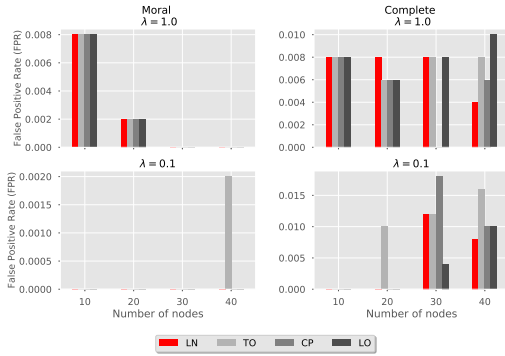 Moral
λ = 1.0
False Positive Rate (FPR)
0.008
0.006
0.004
0.002
0.000
Complete
λ = 1.0
0.010
0.008
0.006
0.004
0.002
0.000
λ = 0.1
False Positive Rate (FPR)
0.0020
0.0015
0.0010
0.0005
0.0000
10 20 30 40
Number of nodes
λ = 0.1
0.015
0.010
0.005
0.000
10 20 30 40
Number of nodes
LN TO CP LO